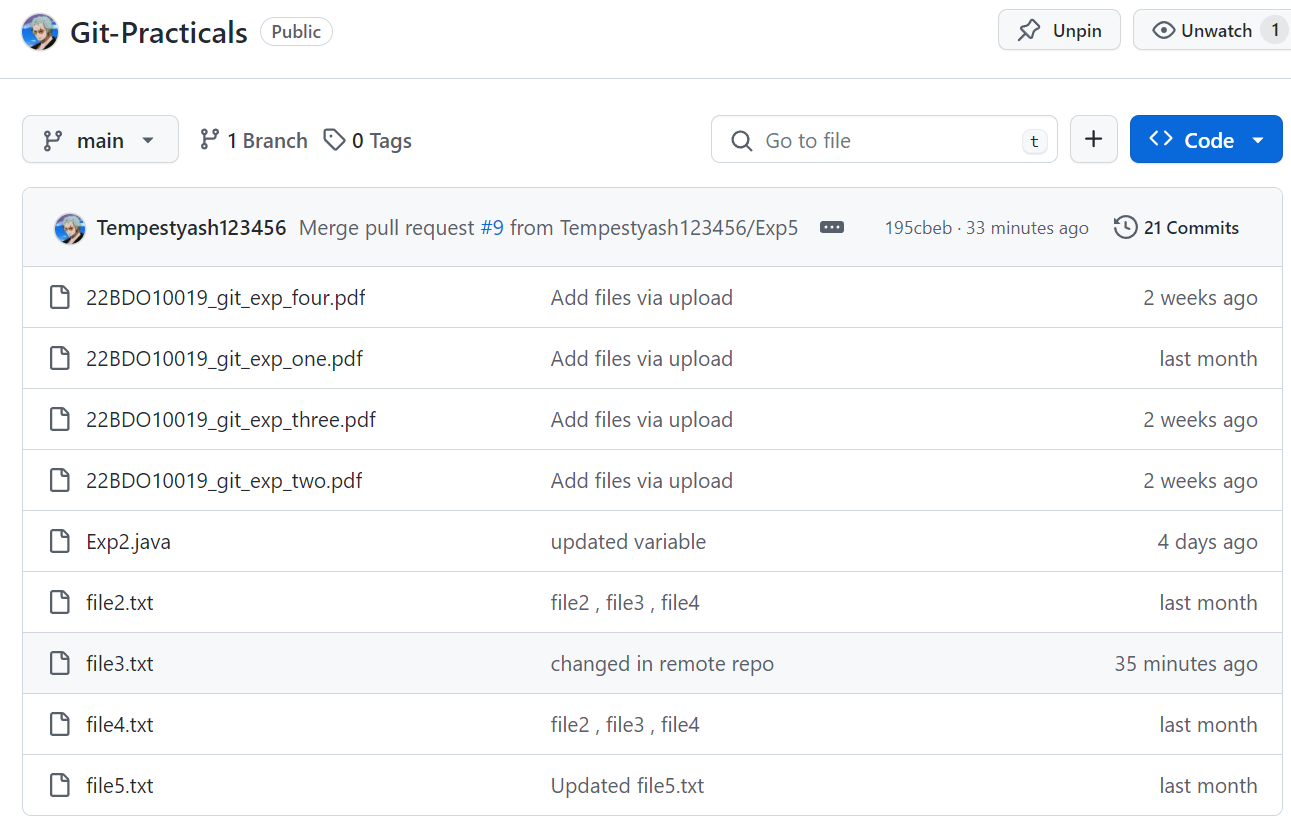 Git-Practicals Public Unpin Unwatch 1
main 1 Branch 0 Tags Go to file t + Code
Tempestyash123456 Merge pull request #9 from Tempestyash123456/Exp5 ... 195cbeb · 33 minutes ago 21 Commits
22BDO10019_git_exp_four.pdf Add files via upload 2 weeks ago
22BDO10019_git_exp_one.pdf Add files via upload last month
22BDO10019_git_exp_three.pdf Add files via upload 2 weeks ago
22BDO10019_git_exp_two.pdf Add files via upload 2 weeks ago
Exp2.java updated variable 4 days ago
file2.txt file2 , file3 , file4 last month
file3.txt changed in remote repo 35 minutes ago
file4.txt file2 , file3 , file4 last month
file5.txt Updated file5.txt last month